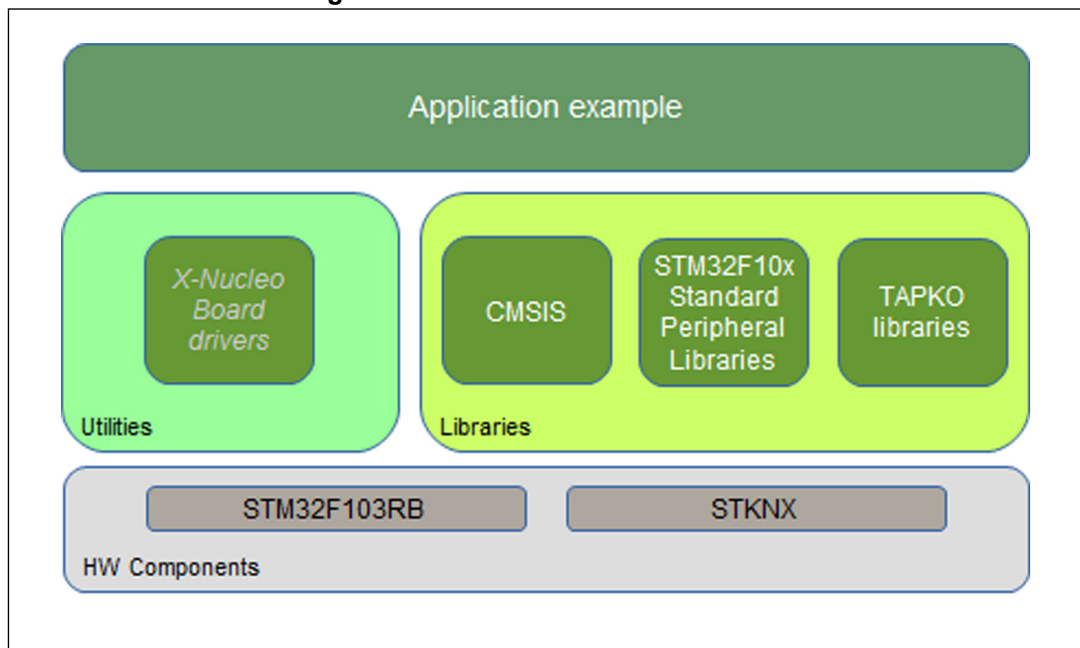 Application example
X-Nucleo
Board
drivers
Utilities
CMSIS
STM32F10x
Standard
Peripheral
Libraries
TAPKO
libraries
Libraries
STM32F103RB
STKNX
HW Components